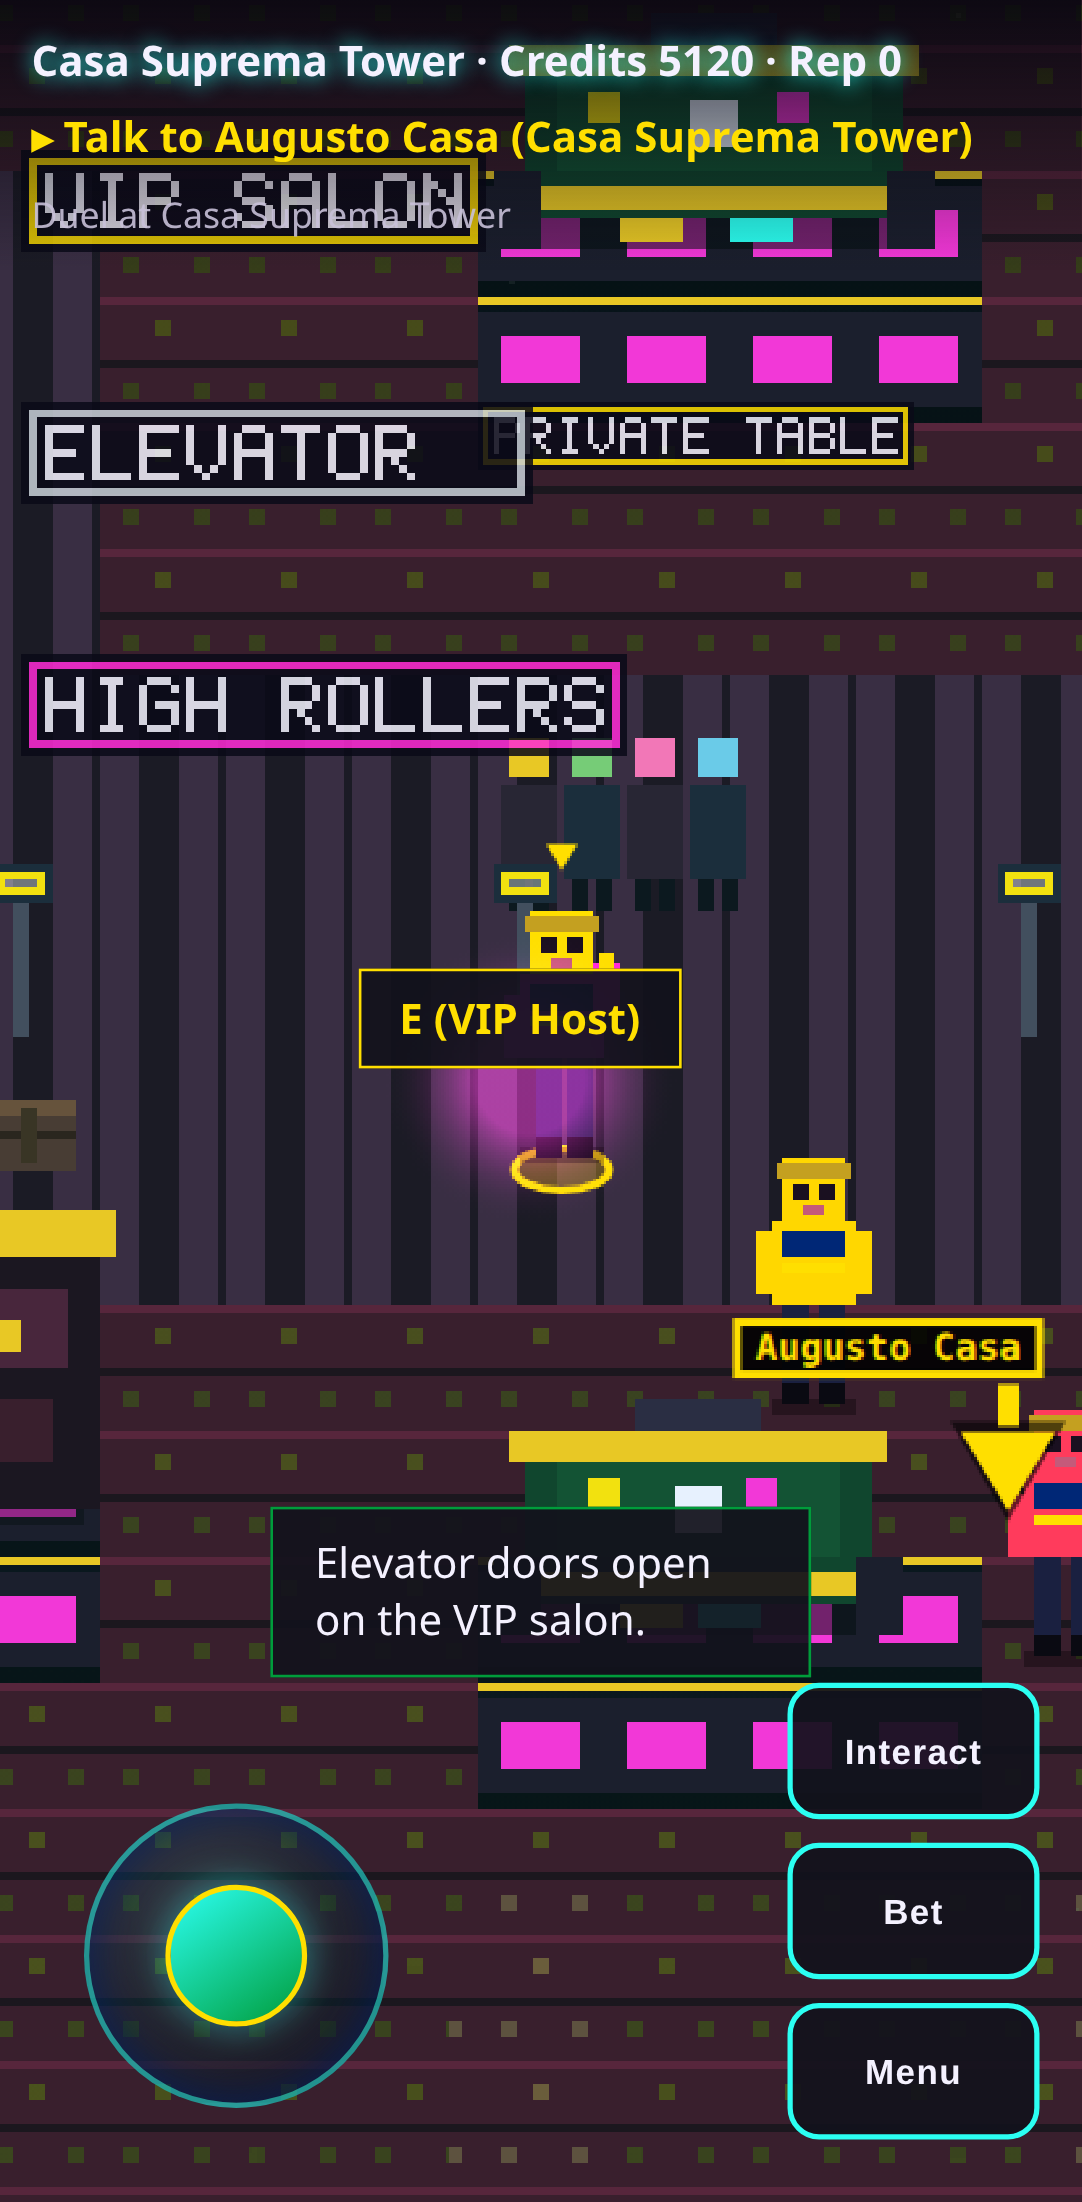 Casa Suprema Tower · Credits 5120 · Rep 0
▸ Talk to Augusto Casa (Casa Suprema Tower)
VIP SALON
Duel at Casa Suprema Tower
ELEVATOR
PRIVATE TABLE
HIGH ROLLERS
E (VIP Host)
Augusto Casa
Elevator doors open
on the VIP salon.
Interact
Bet
Menu